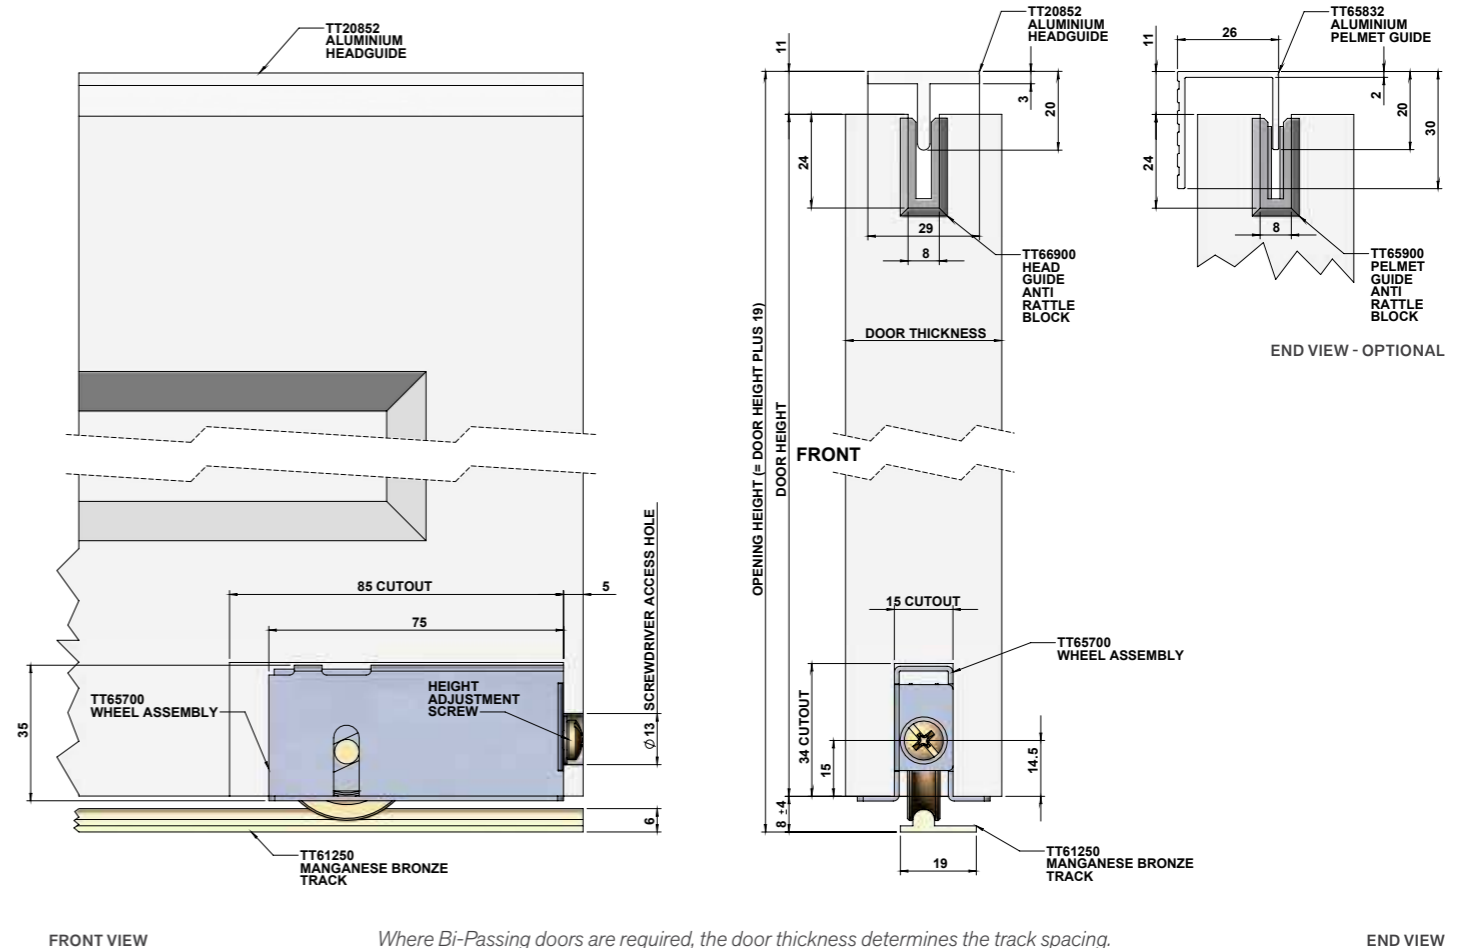 TT20852
ALUMINIUM
HEADGUIDE
85 CUTOUT
5
75
Ø 13 SCREWDRIVER ACCESS HOLE
35
TT65700
WHEEL ASSEMBLY
HEIGHT
ADJUSTMENT
SCREW
6
TT61250
MANGANESE BRONZE
TRACK
FRONT VIEW
TT20852
ALUMINIUM
HEADGUIDE
11
3
20
24
29
8
TT66900
HEAD
GUIDE
ANTI
RATTLE
BLOCK
DOOR THICKNESS
OPENING HEIGHT (= DOOR HEIGHT PLUS 19)
DOOR HEIGHT
FRONT
15 CUTOUT
TT65700
WHEEL ASSEMBLY
34 CUTOUT
15
14.5
8 ±4
19
TT61250
MANGANESE BRONZE
TRACK
TT65832
ALUMINIUM
PELMET GUIDE
11
26
2
20
30
24
8
TT65900
PELMET
GUIDE
ANTI
RATTLE
BLOCK
END VIEW - OPTIONAL
Where Bi-Passing doors are required, the door thickness determines the track spacing.
END VIEW